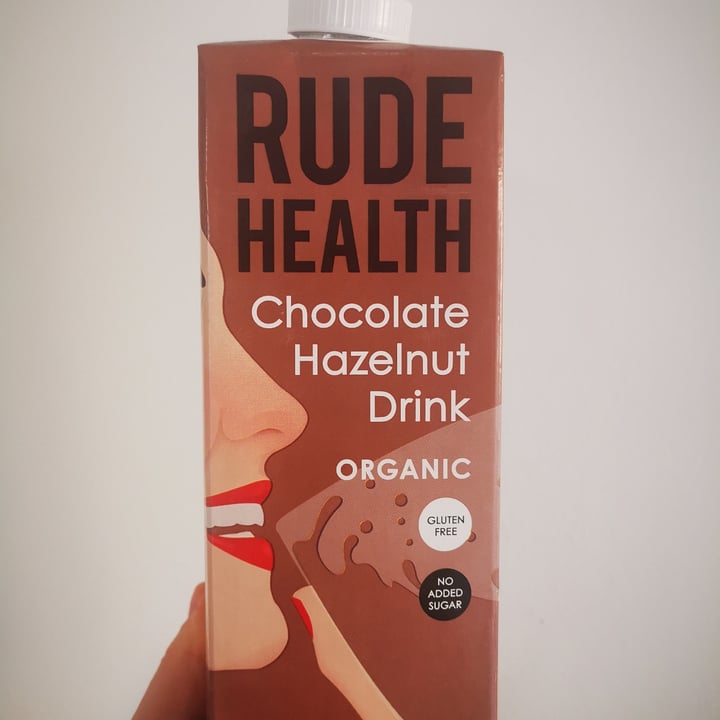 RUDE
HEALTH
Chocolate
Hazelnut
Drink
ORGANIC
GLUTEN
FREE
NO
ADDED
SUGAR